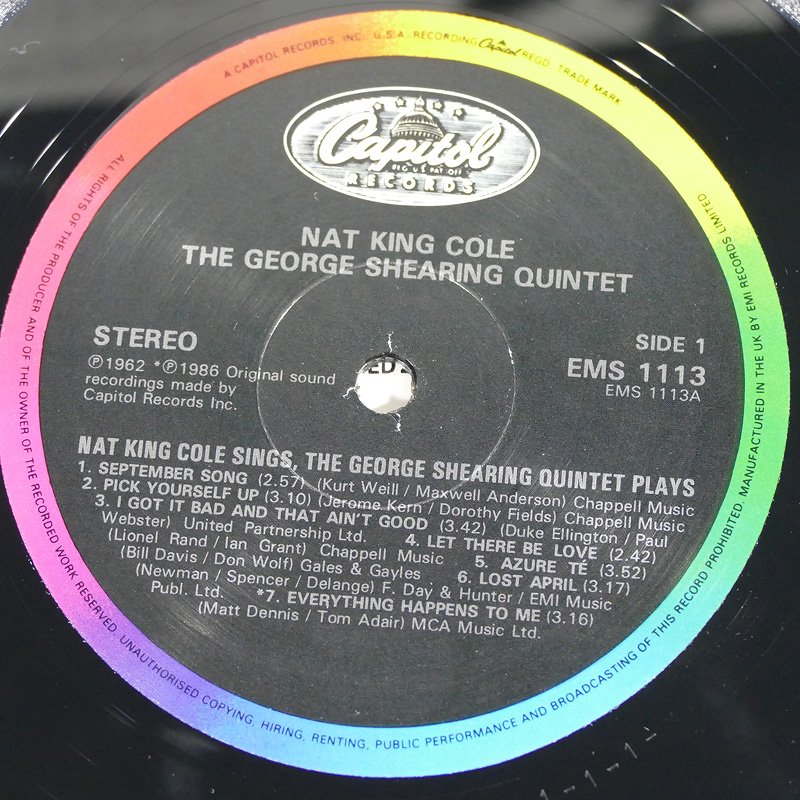 A CAPITOL RECORDS, INC., U.S.A. RECORDING Capitol REGD. TRADE MARK
Capitol
REG. U.S. PAT. OFF.
RECORDS
NAT KING COLE
THE GEORGE SHEARING QUINTET
STEREO
SIDE 1
℗1962 *℗1986 Original sound
recordings made by
Capitol Records Inc.
EMS 1113
EMS 1113A
ED
NAT KING COLE SINGS, THE GEORGE SHEARING QUINTET PLAYS
1. SEPTEMBER SONG (2.57) (Kurt Weill / Maxwell Anderson) Chappell Music
2. PICK YOURSELF UP (3.10) (Jerome Kern / Dorothy Fields) Chappell Music
3. I GOT IT BAD AND THAT AIN'T GOOD (3.42) (Duke Ellington / Paul
Webster) United Partnership Ltd. 4. LET THERE BE LOVE (2.42)
(Lionel Rand / Ian Grant) Chappell Music 5. AZURE TÉ (3.52)
(Bill Davis / Don Wolf) Gales & Gayles 6. LOST APRIL (3.17)
(Newman / Spencer / Delange) F. Day & Hunter / EMI Music
Publ. Ltd. *7. EVERYTHING HAPPENS TO ME (3.16)
(Matt Dennis / Tom Adair) MCA Music Ltd.
ALL RIGHTS OF THE PRODUCER AND OF THE OWNER OF THE RECORDED WORK RESERVED. UNAUTHORISED COPYING, HIRING, RENTING, PUBLIC PERFORMANCE AND BROADCASTING OF THIS RECORD PROHIBITED. MANUFACTURED IN THE UK BY EMI RECORDS LIMITED
1-1-1-